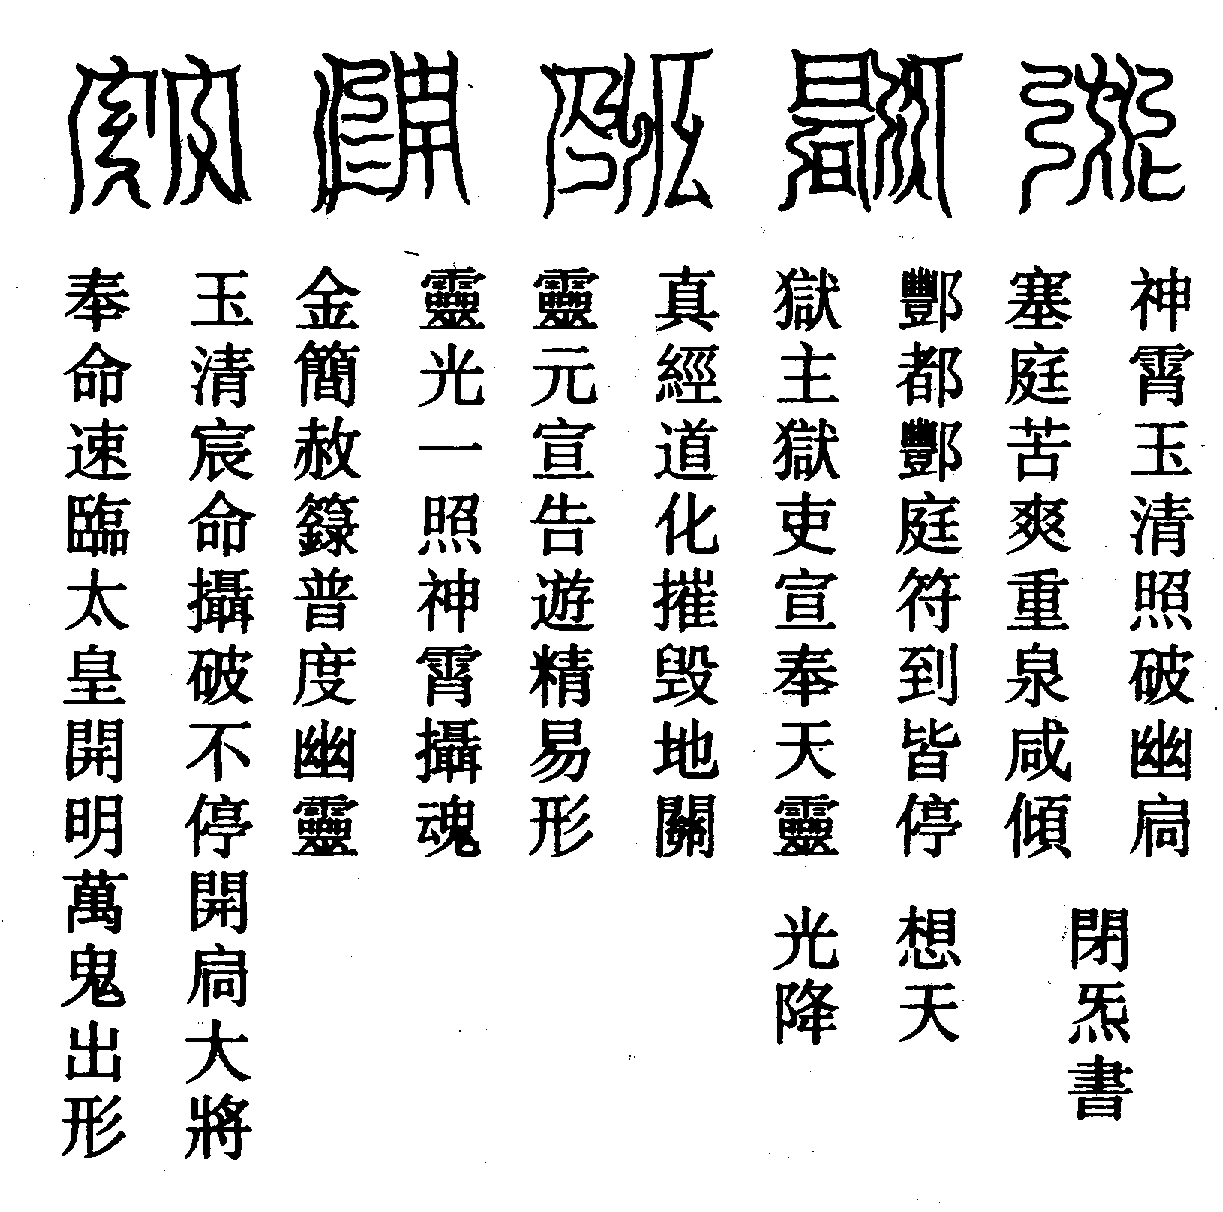 神霄玉清照破幽扃
塞庭苦爽重泉咸傾
閉炁書
酆都酆庭符到皆停
想天
獄主獄吏宣奉天靈
光降
真經道化摧毀地關
靈元宣告遊精易形
靈光一照神霄攝魂
金簡赦籙普度幽靈
玉清宸命攝破不停開扃大將
奉命速臨太皇開明萬鬼出形